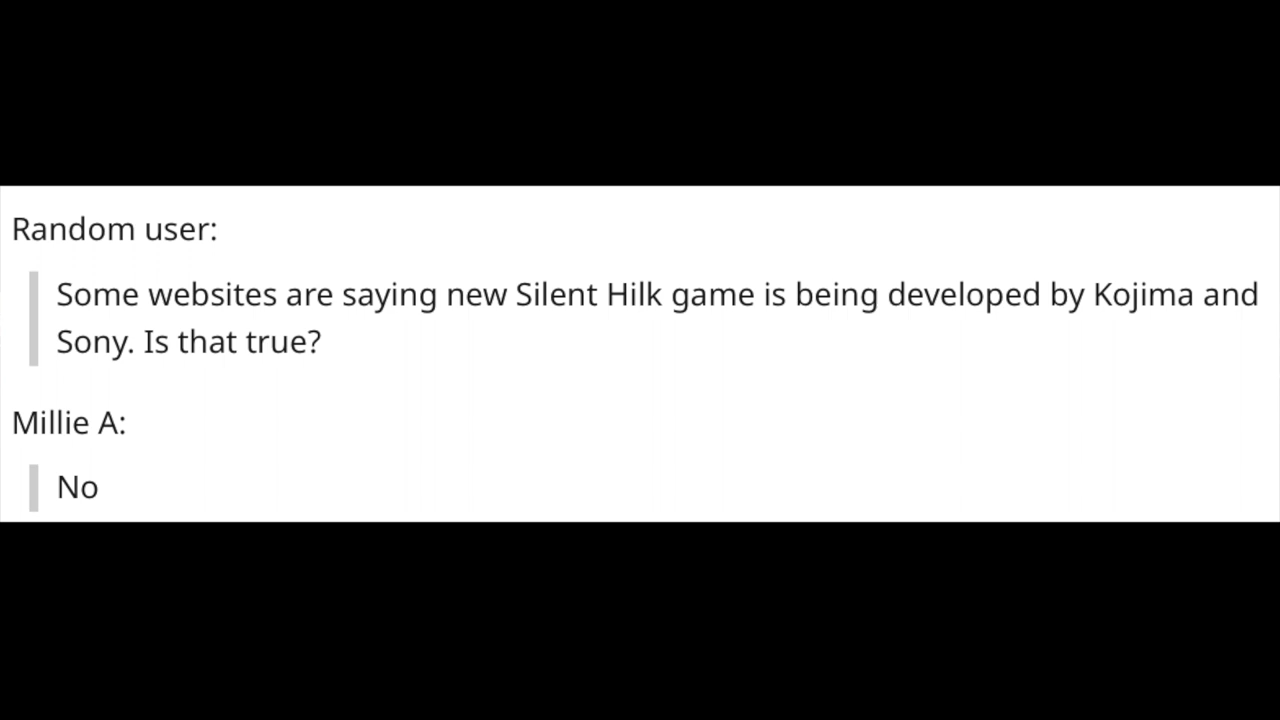 Random user:
Some websites are saying new Silent Hilk game is being developed by Kojima and
Sony. Is that true?
Millie A:
No